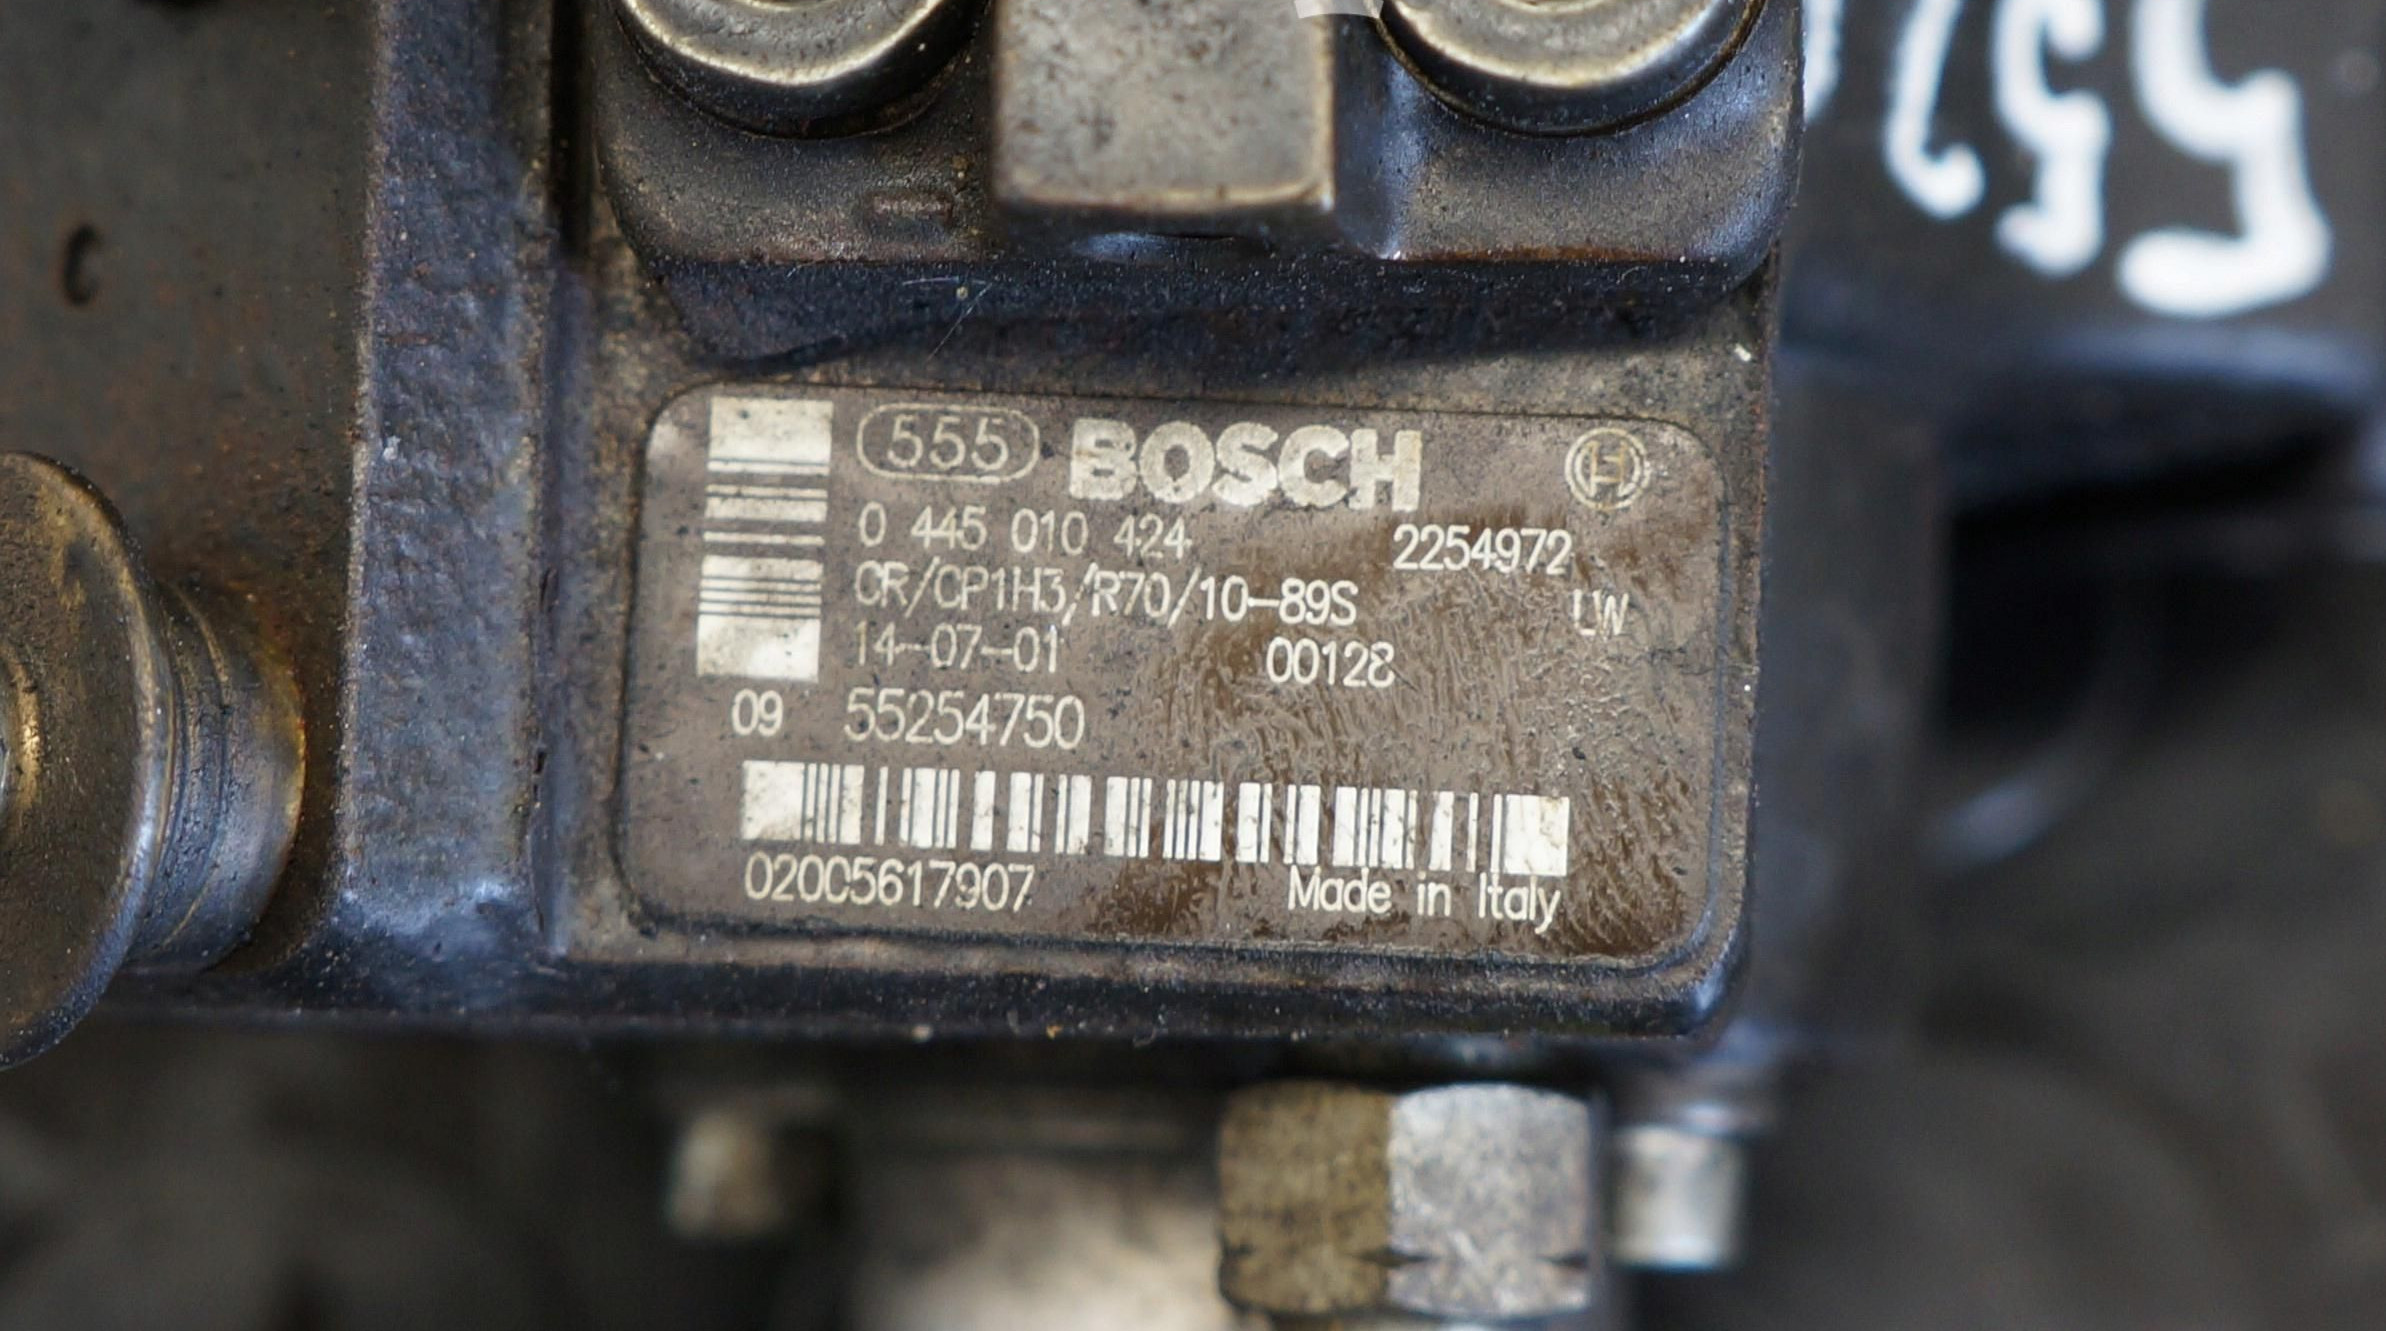 555 BOSCH
0 445 010 424 2254972
CR/CP1H3/R70/10-89S LW
14-07-01 00128
09 55254750
02005617907 Made in Italy